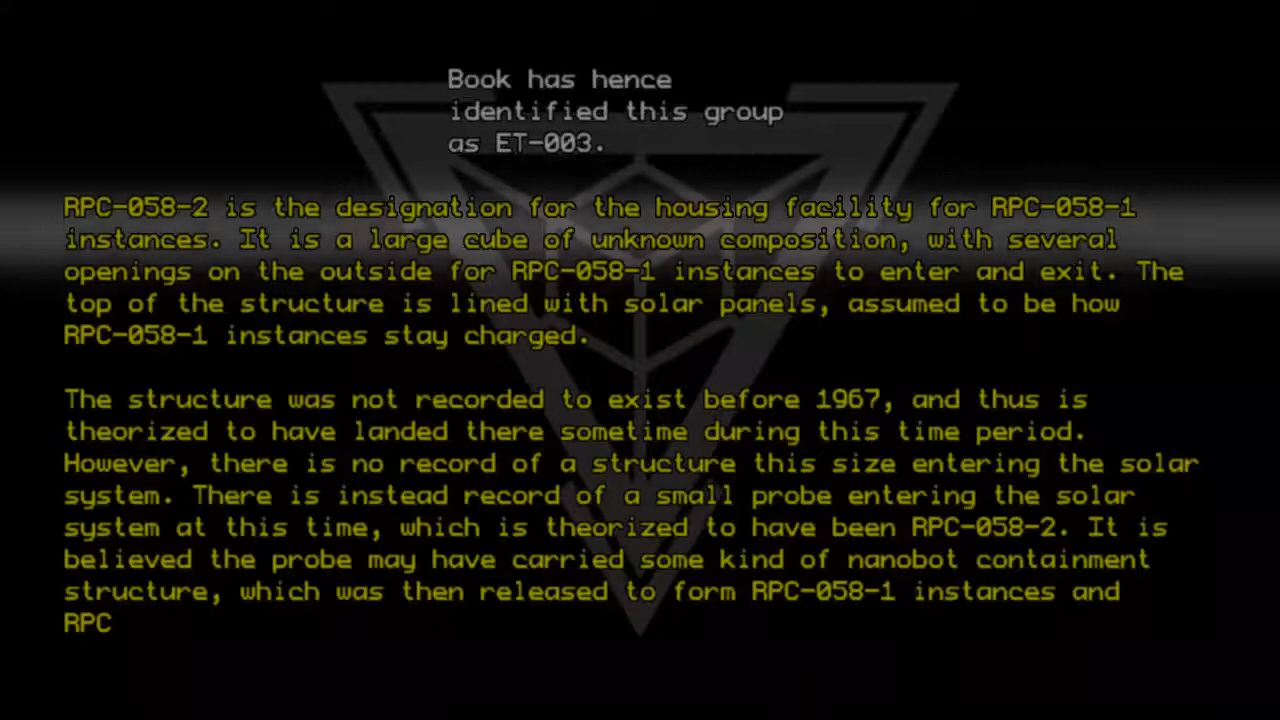 Book has hence
identified this group
as ET-003.
RPC-058-2 is the designation for the housing facility for RPC-058-1
instances. It is a large cube of unknown composition, with several
openings on the outside for RPC-058-1 instances to enter and exit. The
top of the structure is lined with solar panels, assumed to be how
RPC-058-1 instances stay charged.
The structure was not recorded to exist before 1967, and thus is
theorized to have landed there sometime during this time period.
However, there is no record of a structure this size entering the solar
system. There is instead record of a small probe entering the solar
system at this time, which is theorized to have been RPC-058-2. It is
believed the probe may have carried some kind of nanobot containment
structure, which was then released to form RPC-058-1 instances and
RPC